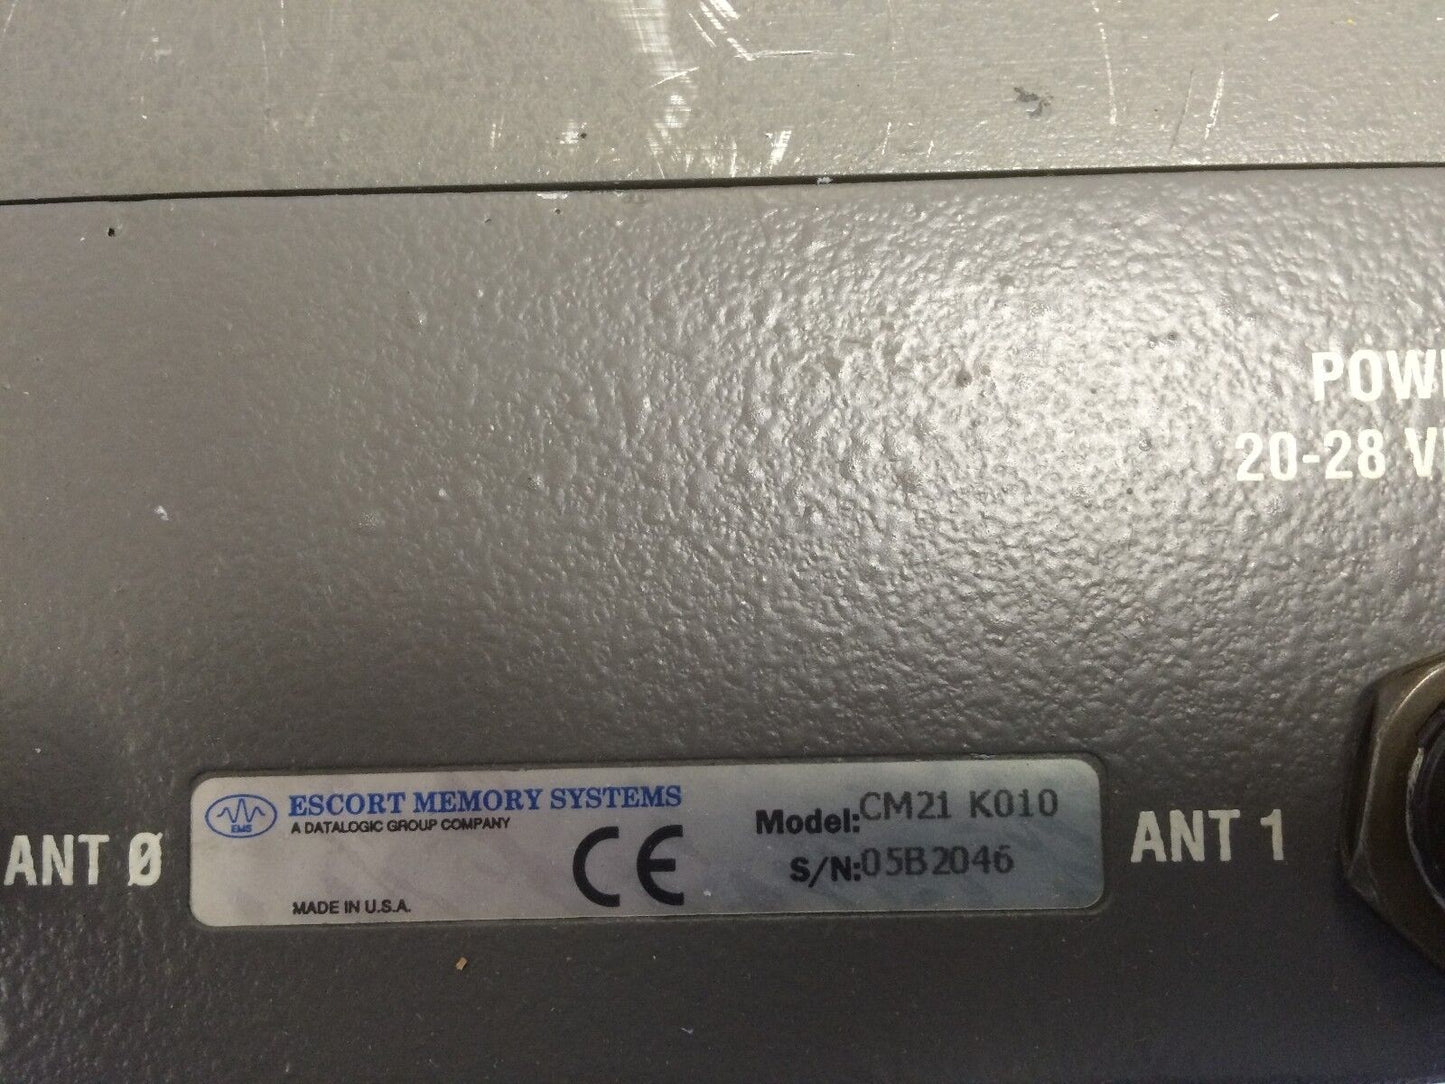 POW
20-28 V
ANT Ø
EMS
ESCORT MEMORY SYSTEMS
A DATALOGIC GROUP COMPANY
CE
MADE IN U.S.A.
Model: CM21 K010
S/N: 05B2046
ANT 1